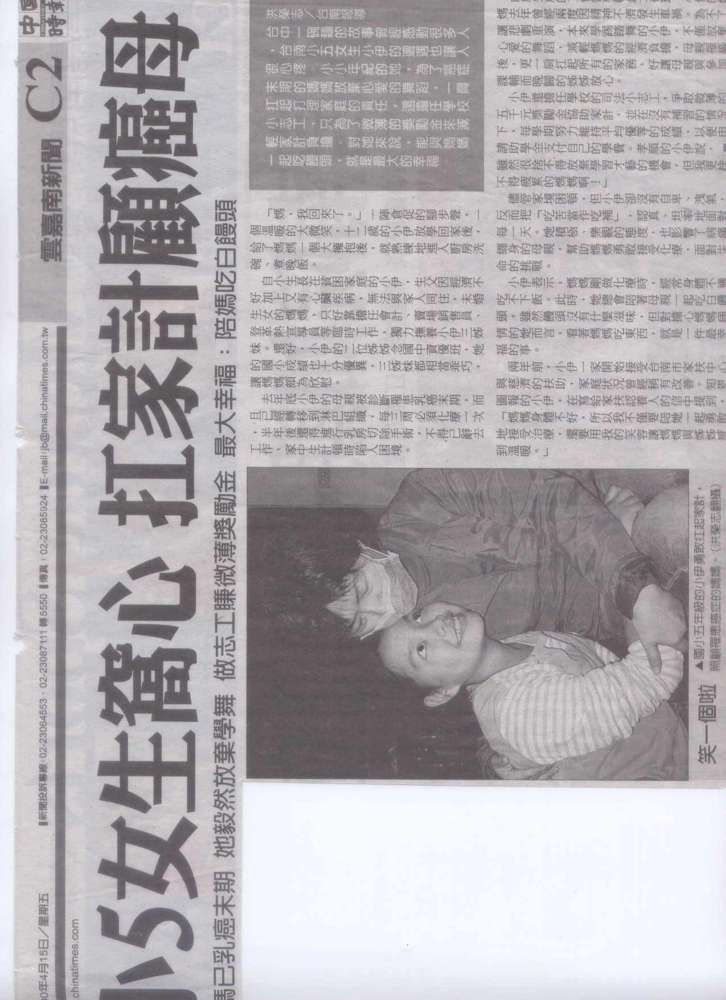 中國時報
C2
雲嘉南新聞
新聞投訴專線:02-23064553・02-23087111 轉5550 傳真:02-23085924 E-mail:jb@mail.chinatimes.com.tw
年4月15日／星期五
chinatimes.com
小5女生窩心 扛家計顧癌母
媽已乳癌末期 她毅然放棄學舞 做志工賺微薄獎勵金 最大幸福:陪媽吃白饅頭
洪榮志／台南報導
台中一碗麵的故事曾經感動很多人
，台南小五女生小伊的遭遇也讓人
很心疼。小小年紀的她，為了癌症
末期的媽媽放棄心愛的舞蹈，一肩
扛起打理家庭的責任，還擔任學校
小志工，只為了微薄的獎勵金來減
輕家計負擔。對她來說，能與媽媽
一起吃饅頭，就是最大的幸福。
「媽，我回來了。」一陣倉促的腳步聲，一
個溫暖的大微笑，十二歲的小伊放學回家後，
給了媽媽一個大擁抱後，就熟練地進入廚房洗
碗、煮晚飯。
自小生長在貧困家庭的小伊，生父因經濟不
好加上又有心臟疾病，無法與家人同住，未婚
生女的媽媽，只好靠擔任會計、賣場銷售員、
登革熱宣導員等臨時工作，獨力撫養小伊三姊
妹。還好，小伊的二位姊姊念國中資優班，她
的國小成績也十分優異，三姊妹都相當乖巧，
讓媽媽頗為欣慰。
去年底小伊的母親被診斷罹患乳癌末期，而
且已經轉移到淋巴組織，每三周必須化療一次
，半年後還得進行乳房切除手術，不得已辭去
工作，家中生計頓時陷入困境。
媽去年曾經兩度因精神不濟發生車禍。為不了
讓悲劇重演，本來學踢踏舞的小伊，不僅放棄
心愛的舞蹈，減輕媽媽的經濟負擔，母親罹癌
後，更一肩扛起所有的家務，好讓母親與參加
課輔而晚歸的姊姊放心。
小伊還擔任學校的司法小志工，爭取微薄的
五千元獎勵金協助家計，並在沒有補習的情況
下，每學期努力維持平均優等的成績，以便申
請助學金支付自己的學費。孝順的小伊說，「
雖然很捨不得放棄學習才藝的機會，但我更捨
不得疲累的媽媽啊！」
儘管家境困頓，但小伊卻沒有自卑、洩氣，
反而把「吃苦當作吃補」，認真、坦率地面對
每一天。她積極、樂觀的態度，也影響了病痛
纏身的母親，幫助媽媽勇敢接受化療，面對生
命的挑戰。
小伊表示，媽媽剛做化療時，經常身體不適
吃不下飯。此時，她總會陪著母親一起吃白饅
頭。雖然饅頭沒有什麼滋味，但對擔心媽媽病
情的她而言，看著媽媽吃東西，就是一件最幸
福的事。
兩年前，小伊一家開始接受台南市家扶中心
與慈濟的扶助，家庭狀況曾經稍有改善。知恩
圖報的小伊，在寫給家扶認養人的信中提到，
「媽媽身體不好，所以我不僅要陪她一起勇敢
地接受治療，還要用我的笑容讓媽媽與姊姊感
到溫暖。」
笑一個啦
▲國小五年級的小伊勇敢扛起家計，
照顧罹患癌症的媽媽。（洪榮志翻攝）